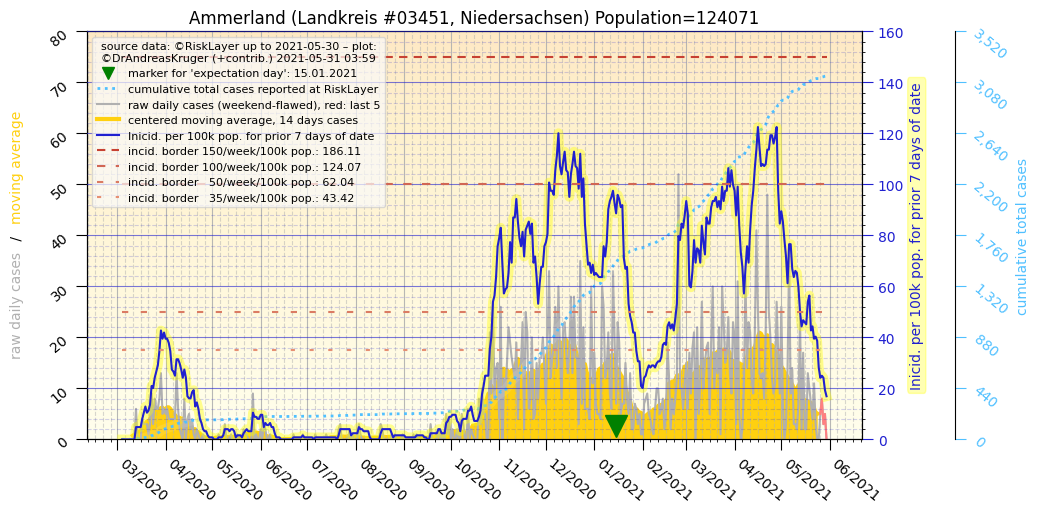 Ammerland (Landkreis #03451, Niedersachsen) Population=124071
source data: ©RiskLayer up to 2021-05-30 – plot:
©DrAndreasKruger (+contrib.) 2021-05-31 03:59
marker for 'expectation day': 15.01.2021
cumulative total cases reported at RiskLayer
raw daily cases (weekend-flawed), red: last 5
centered moving average, 14 days cases
Inicid. per 100k pop. for prior 7 days of date
incid. border 150/week/100k pop.: 186.11
incid. border 100/week/100k pop.: 124.07
incid. border 50/week/100k pop.: 62.04
incid. border 35/week/100k pop.: 43.42
raw daily cases / moving average
80
70
60
50
40
30
20
10
0
160
140
120
100
80
60
40
20
0
Inicid. per 100k pop. for prior 7 days of date
3,520
3,080
2,640
2,200
1,760
1,320
880
440
0
cumulative total cases
03/2020
04/2020
05/2020
06/2020
07/2020
08/2020
09/2020
10/2020
11/2020
12/2020
01/2021
02/2021
03/2021
04/2021
05/2021
06/2021